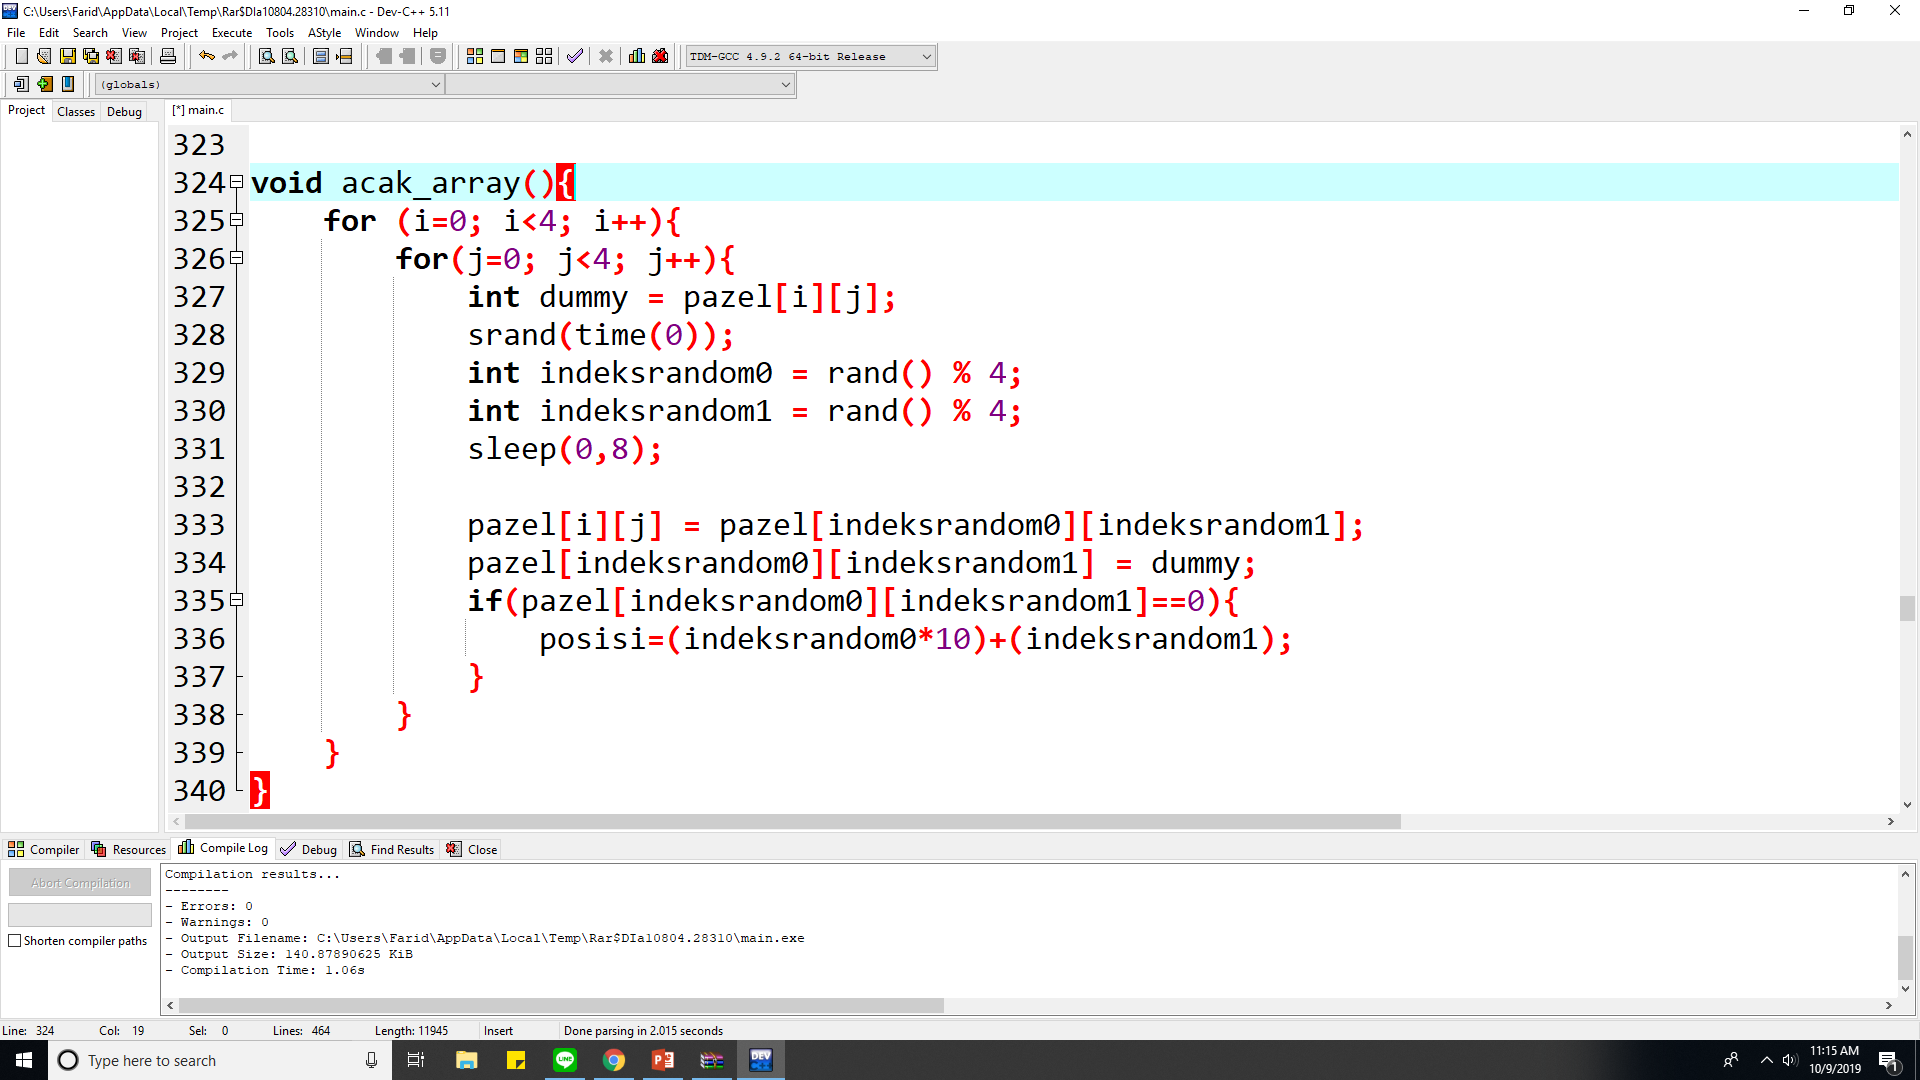 C:\Users\Farid\AppData\Local\Temp\Rar$DIa10804.28310\main.c - Dev-C++ 5.11
File Edit Search View Project Execute Tools AStyle Window Help
TDM-GCC 4.9.2 64-bit Release
(globals)
Project Classes Debug [*] main.c
323
324 void acak_array(){
325 for (i=0; i<4; i++){
326 for(j=0; j<4; j++){
327 int dummy = pazel[i][j];
328 srand(time(0));
329 int indeksrandom0 = rand() % 4;
330 int indeksrandom1 = rand() % 4;
331 sleep(0,8);
332
333 pazel[i][j] = pazel[indeksrandom0][indeksrandom1];
334 pazel[indeksrandom0][indeksrandom1] = dummy;
335 if(pazel[indeksrandom0][indeksrandom1]==0){
336 posisi=(indeksrandom0*10)+(indeksrandom1);
337 }
338 }
339 }
340 }
Compiler Resources Compile Log Debug Find Results Close
Abort Compilation
Shorten compiler paths
Compilation results...
--------
- Errors: 0
- Warnings: 0
- Output Filename: C:\Users\Farid\AppData\Local\Temp\Rar$DIa10804.28310\main.exe
- Output Size: 140.87890625 KiB
- Compilation Time: 1.06s
Line: 324 Col: 19 Sel: 0 Lines: 464 Length: 11945 Insert Done parsing in 2.015 seconds
Type here to search
LINE
DEV
C++
11:15 AM
10/9/2019
1